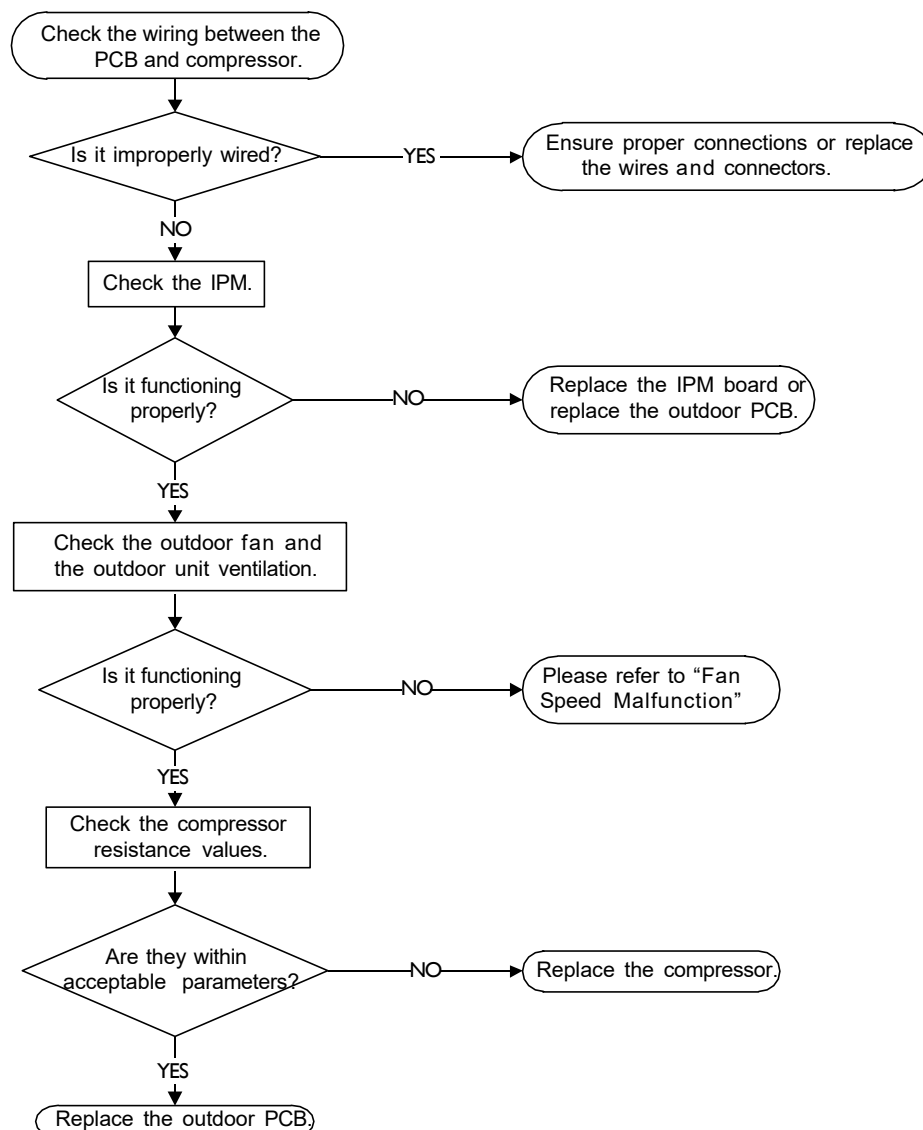 Check the wiring between the
PCB and compressor.
Is it improperly wired?
YES
Ensure proper connections or replace
the wires and connectors.
NO
Check the IPM.
Is it functioning
properly?
NO
Replace the IPM board or
replace the outdoor PCB.
YES
Check the outdoor fan and
the outdoor unit ventilation.
Is it functioning
properly?
NO
Please refer to “Fan
Speed Malfunction”
YES
Check the compressor
resistance values.
Are they within
acceptable parameters?
NO
Replace the compressor.
YES
Replace the outdoor PCB.